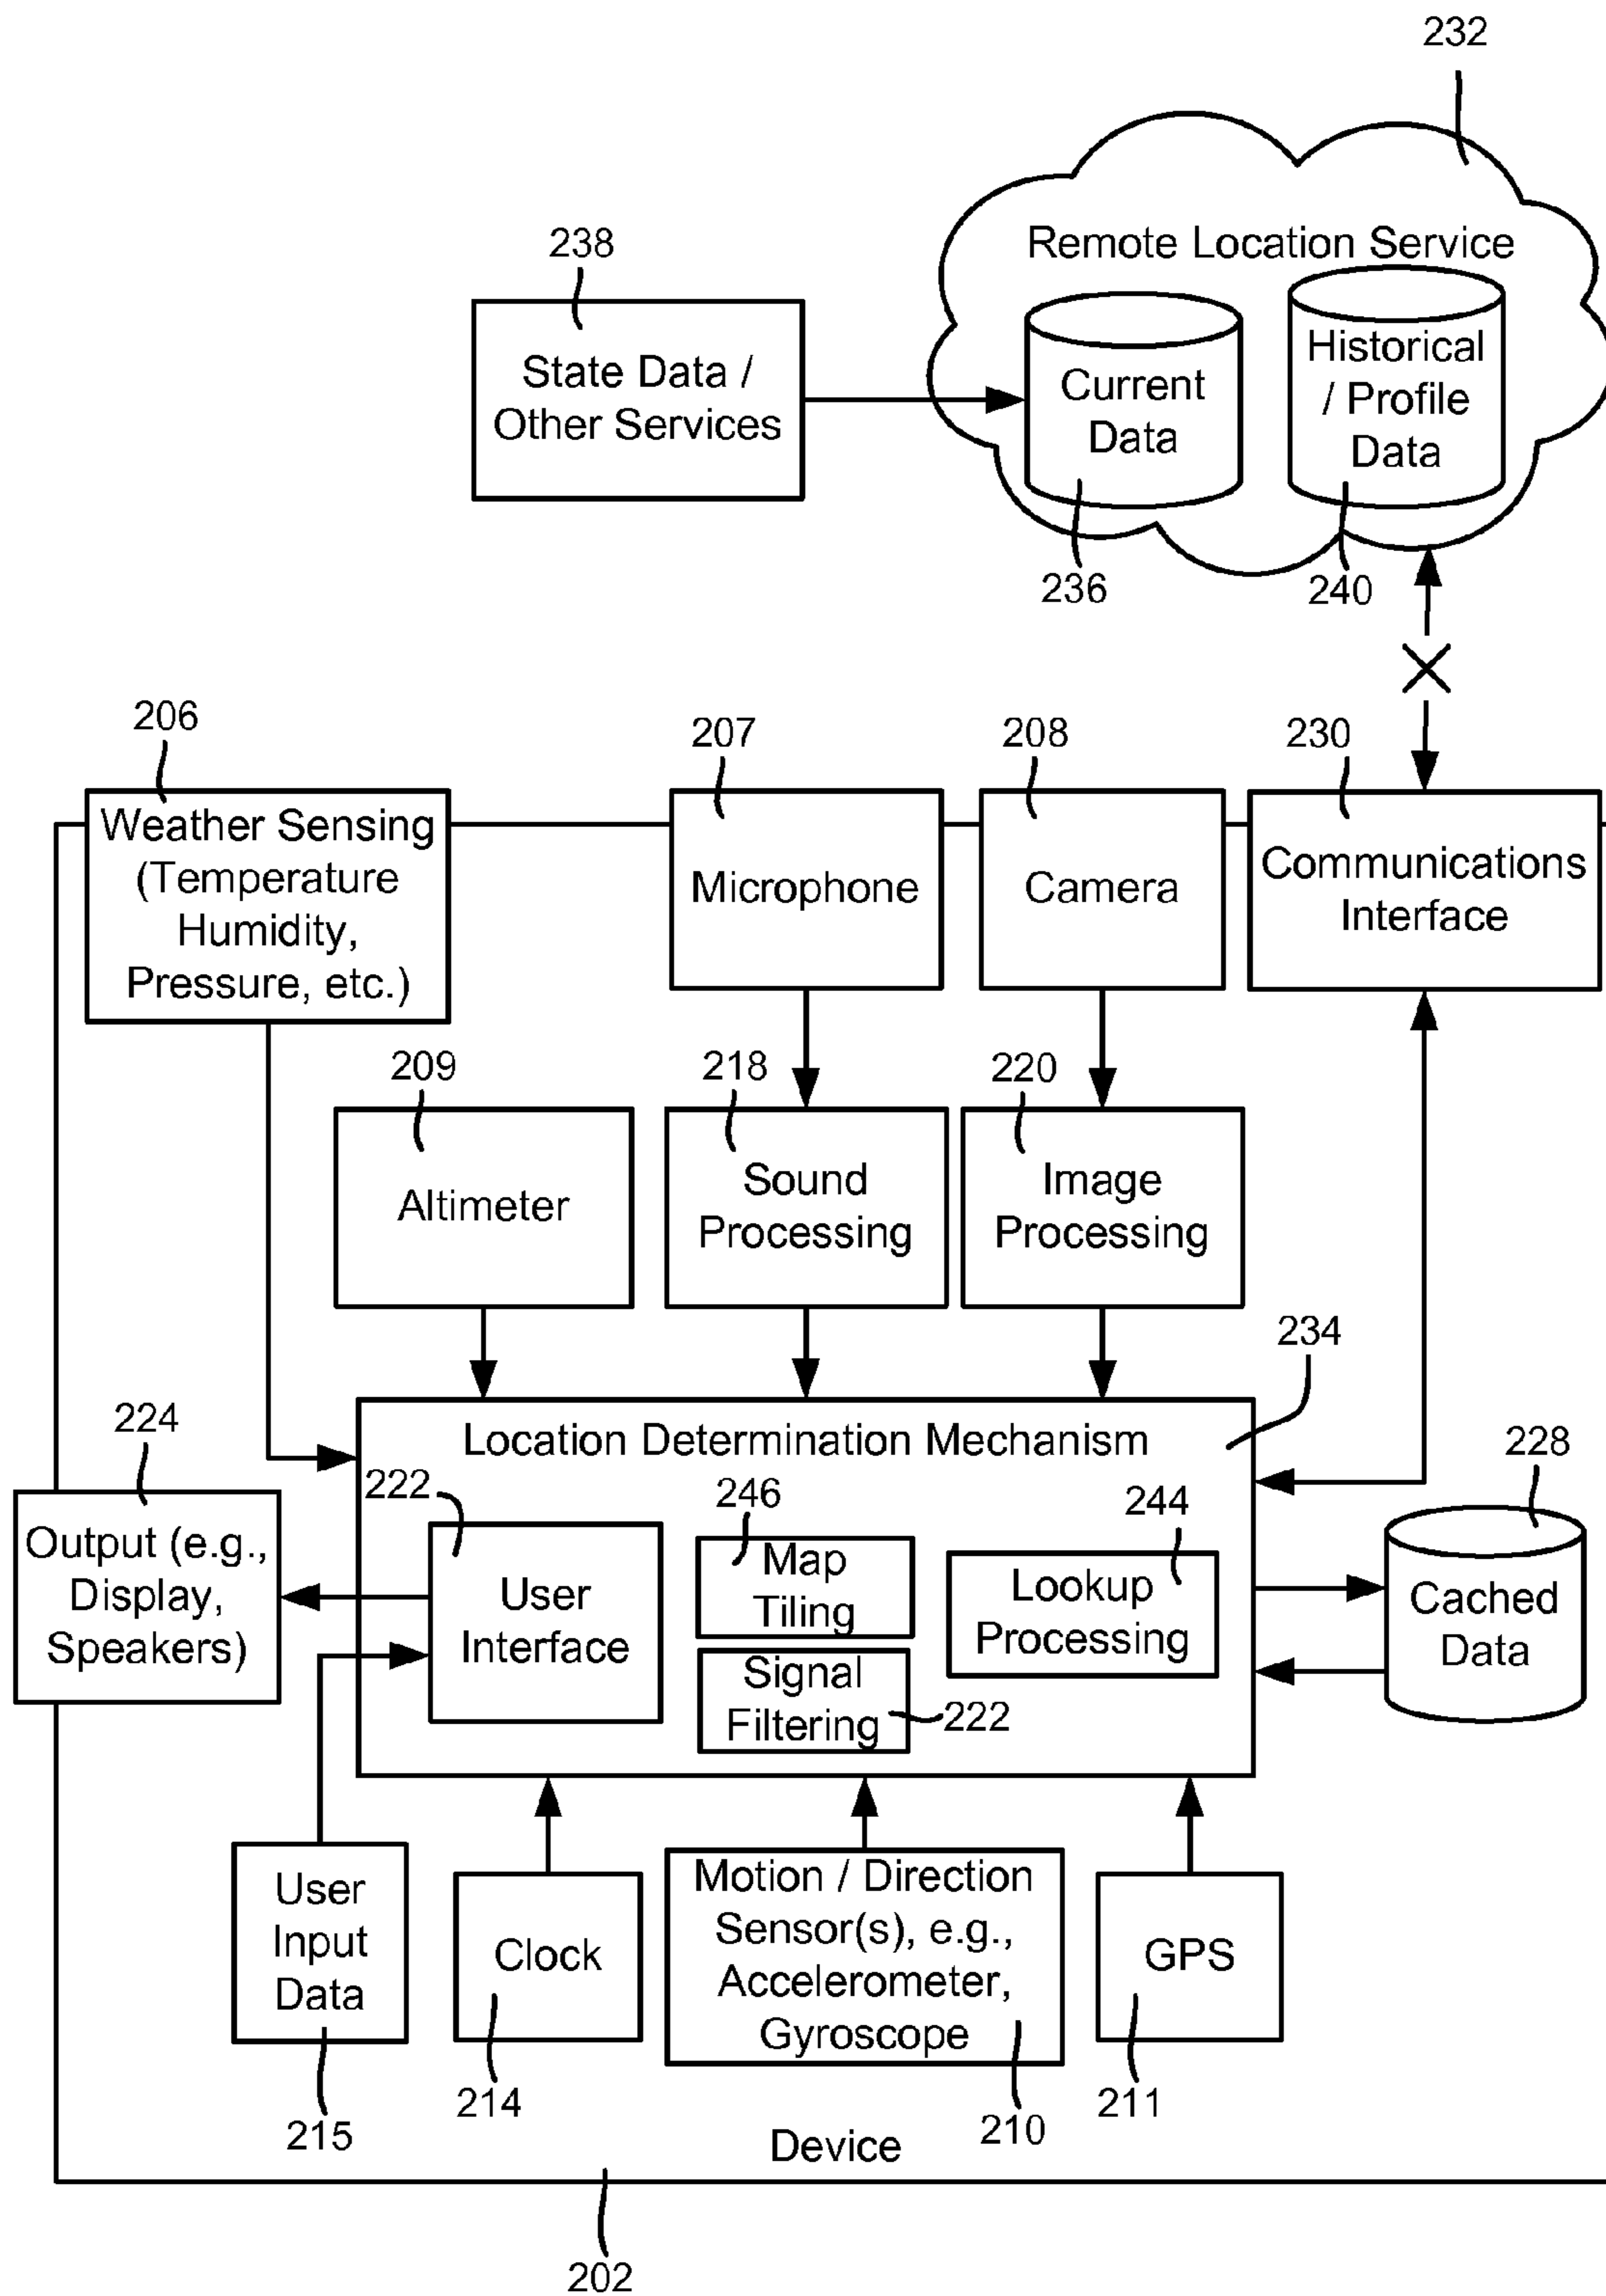 232
Remote Location Service
238
State Data /
Other Services
Current
Data
Historical
/ Profile
Data
236
240
206
207
208
230
Weather Sensing
(Temperature
Humidity,
Pressure, etc.)
Microphone
Camera
Communications
Interface
209
218
220
Altimeter
Sound
Processing
Image
Processing
234
224
Location Determination Mechanism
228
222
246
244
Output (e.g.,
Display,
Speakers)
User
Interface
Map
Tiling
Lookup
Processing
Cached
Data
Signal
Filtering
222
User
Input
Data
Clock
Motion / Direction
Sensor(s), e.g.,
Accelerometer,
Gyroscope
GPS
215
214
210
211
Device
202